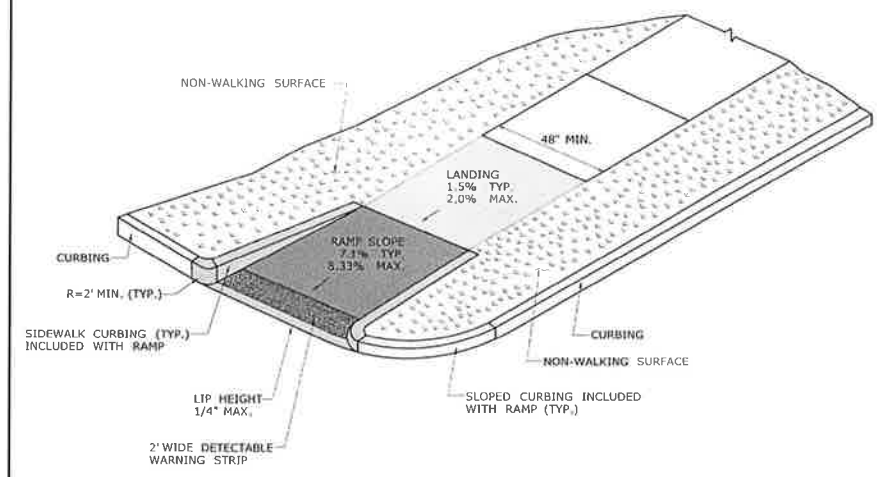 NON-WALKING SURFACE
48" MIN.
LANDING
1.5% TYP.
2.0% MAX.
RAMP SLOPE
7.1% TYP.
8.33% MAX.
CURBING
R=2' MIN. (TYP.)
SIDEWALK CURBING (TYP.)
INCLUDED WITH RAMP
CURBING
NON-WALKING SURFACE
LIP HEIGHT
1/4" MAX.
SLOPED CURBING INCLUDED
WITH RAMP (TYP.)
2' WIDE DETECTABLE
WARNING STRIP